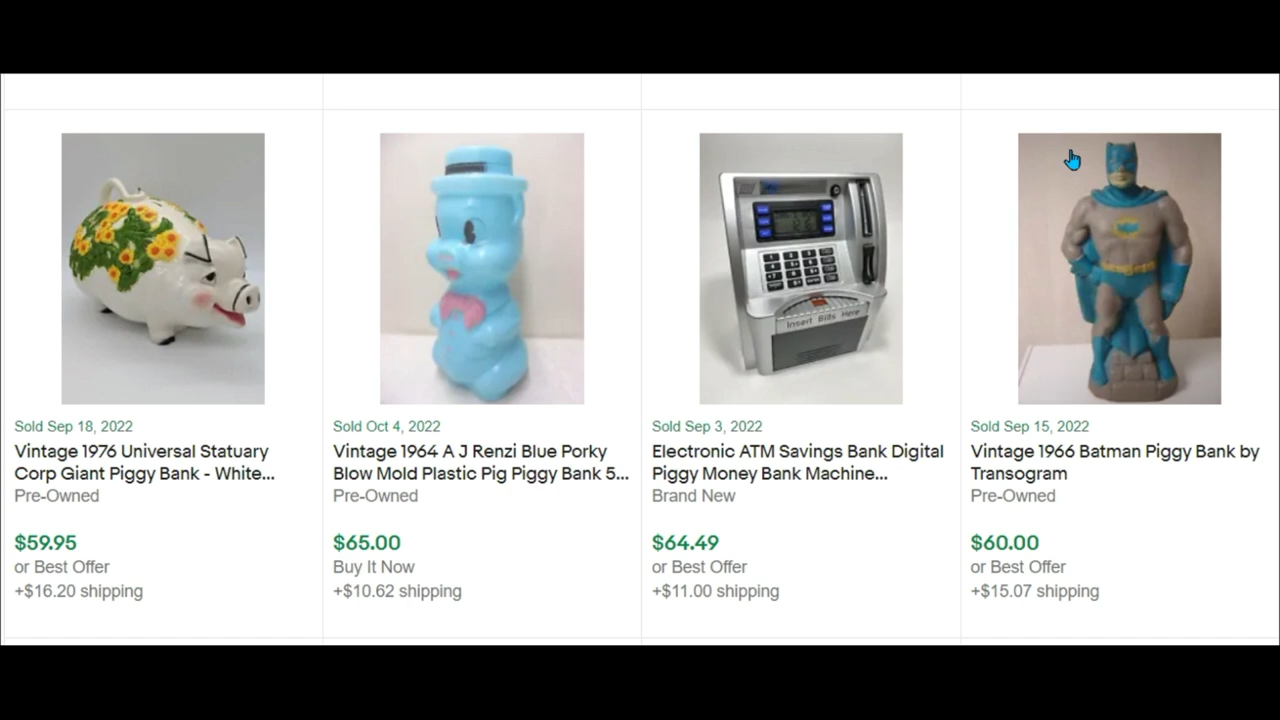 Insert Bills Here
Sold Sep 18, 2022
Vintage 1976 Universal Statuary
Corp Giant Piggy Bank - White...
Pre-Owned
$59.95
or Best Offer
+$16.20 shipping
Sold Oct 4, 2022
Vintage 1964 A J Renzi Blue Porky
Blow Mold Plastic Pig Piggy Bank 5...
Pre-Owned
$65.00
Buy It Now
+$10.62 shipping
Sold Sep 3, 2022
Electronic ATM Savings Bank Digital
Piggy Money Bank Machine...
Brand New
$64.49
or Best Offer
+$11.00 shipping
Sold Sep 15, 2022
Vintage 1966 Batman Piggy Bank by
Transogram
Pre-Owned
$60.00
or Best Offer
+$15.07 shipping